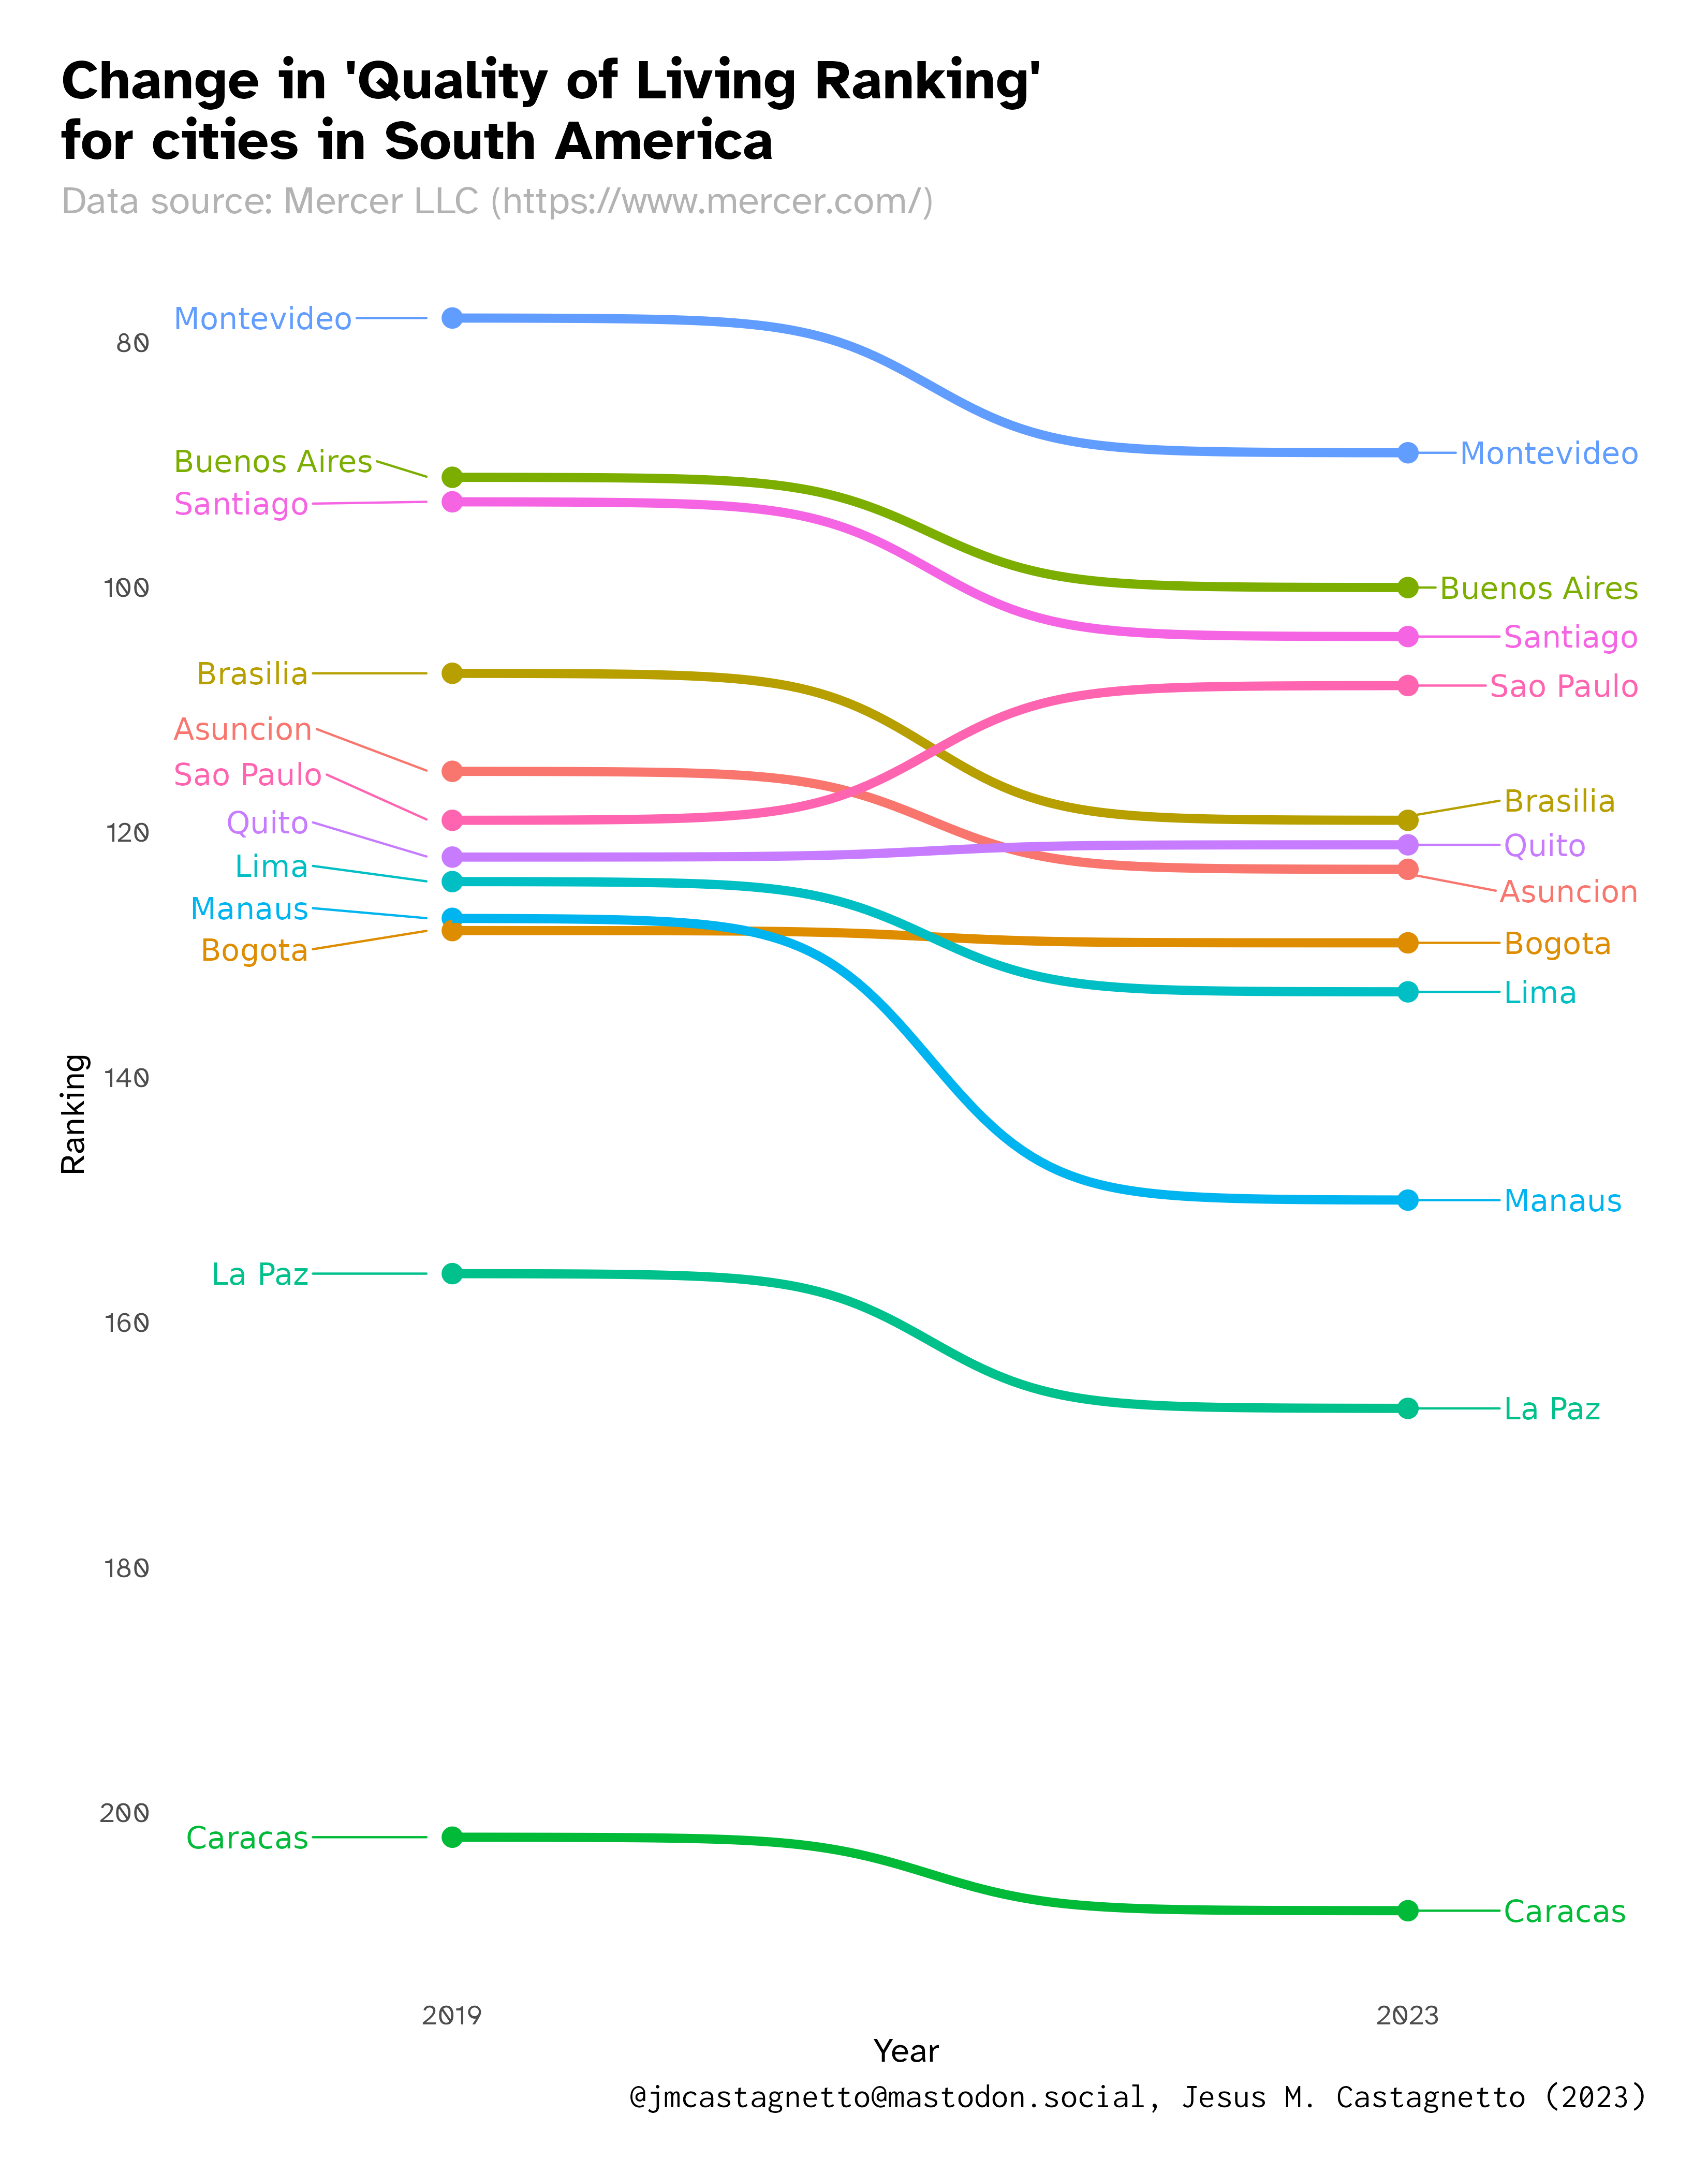 Change in 'Quality of Living Ranking'
for cities in South America
Data source: Mercer LLC (https://www.mercer.com/)
Montevideo
80
Montevideo
Buenos Aires
Santiago
100
Buenos Aires
Santiago
Brasilia
Sao Paulo
Asuncion
Sao Paulo
Brasilia
Quito
120
Quito
Lima
Asuncion
Manaus
Bogota
Bogota
Lima
Ranking
140
Manaus
La Paz
160
La Paz
180
200
Caracas
Caracas
2019
2023
Year
@jmcastagnetto@mastodon.social, Jesus M. Castagnetto (2023)